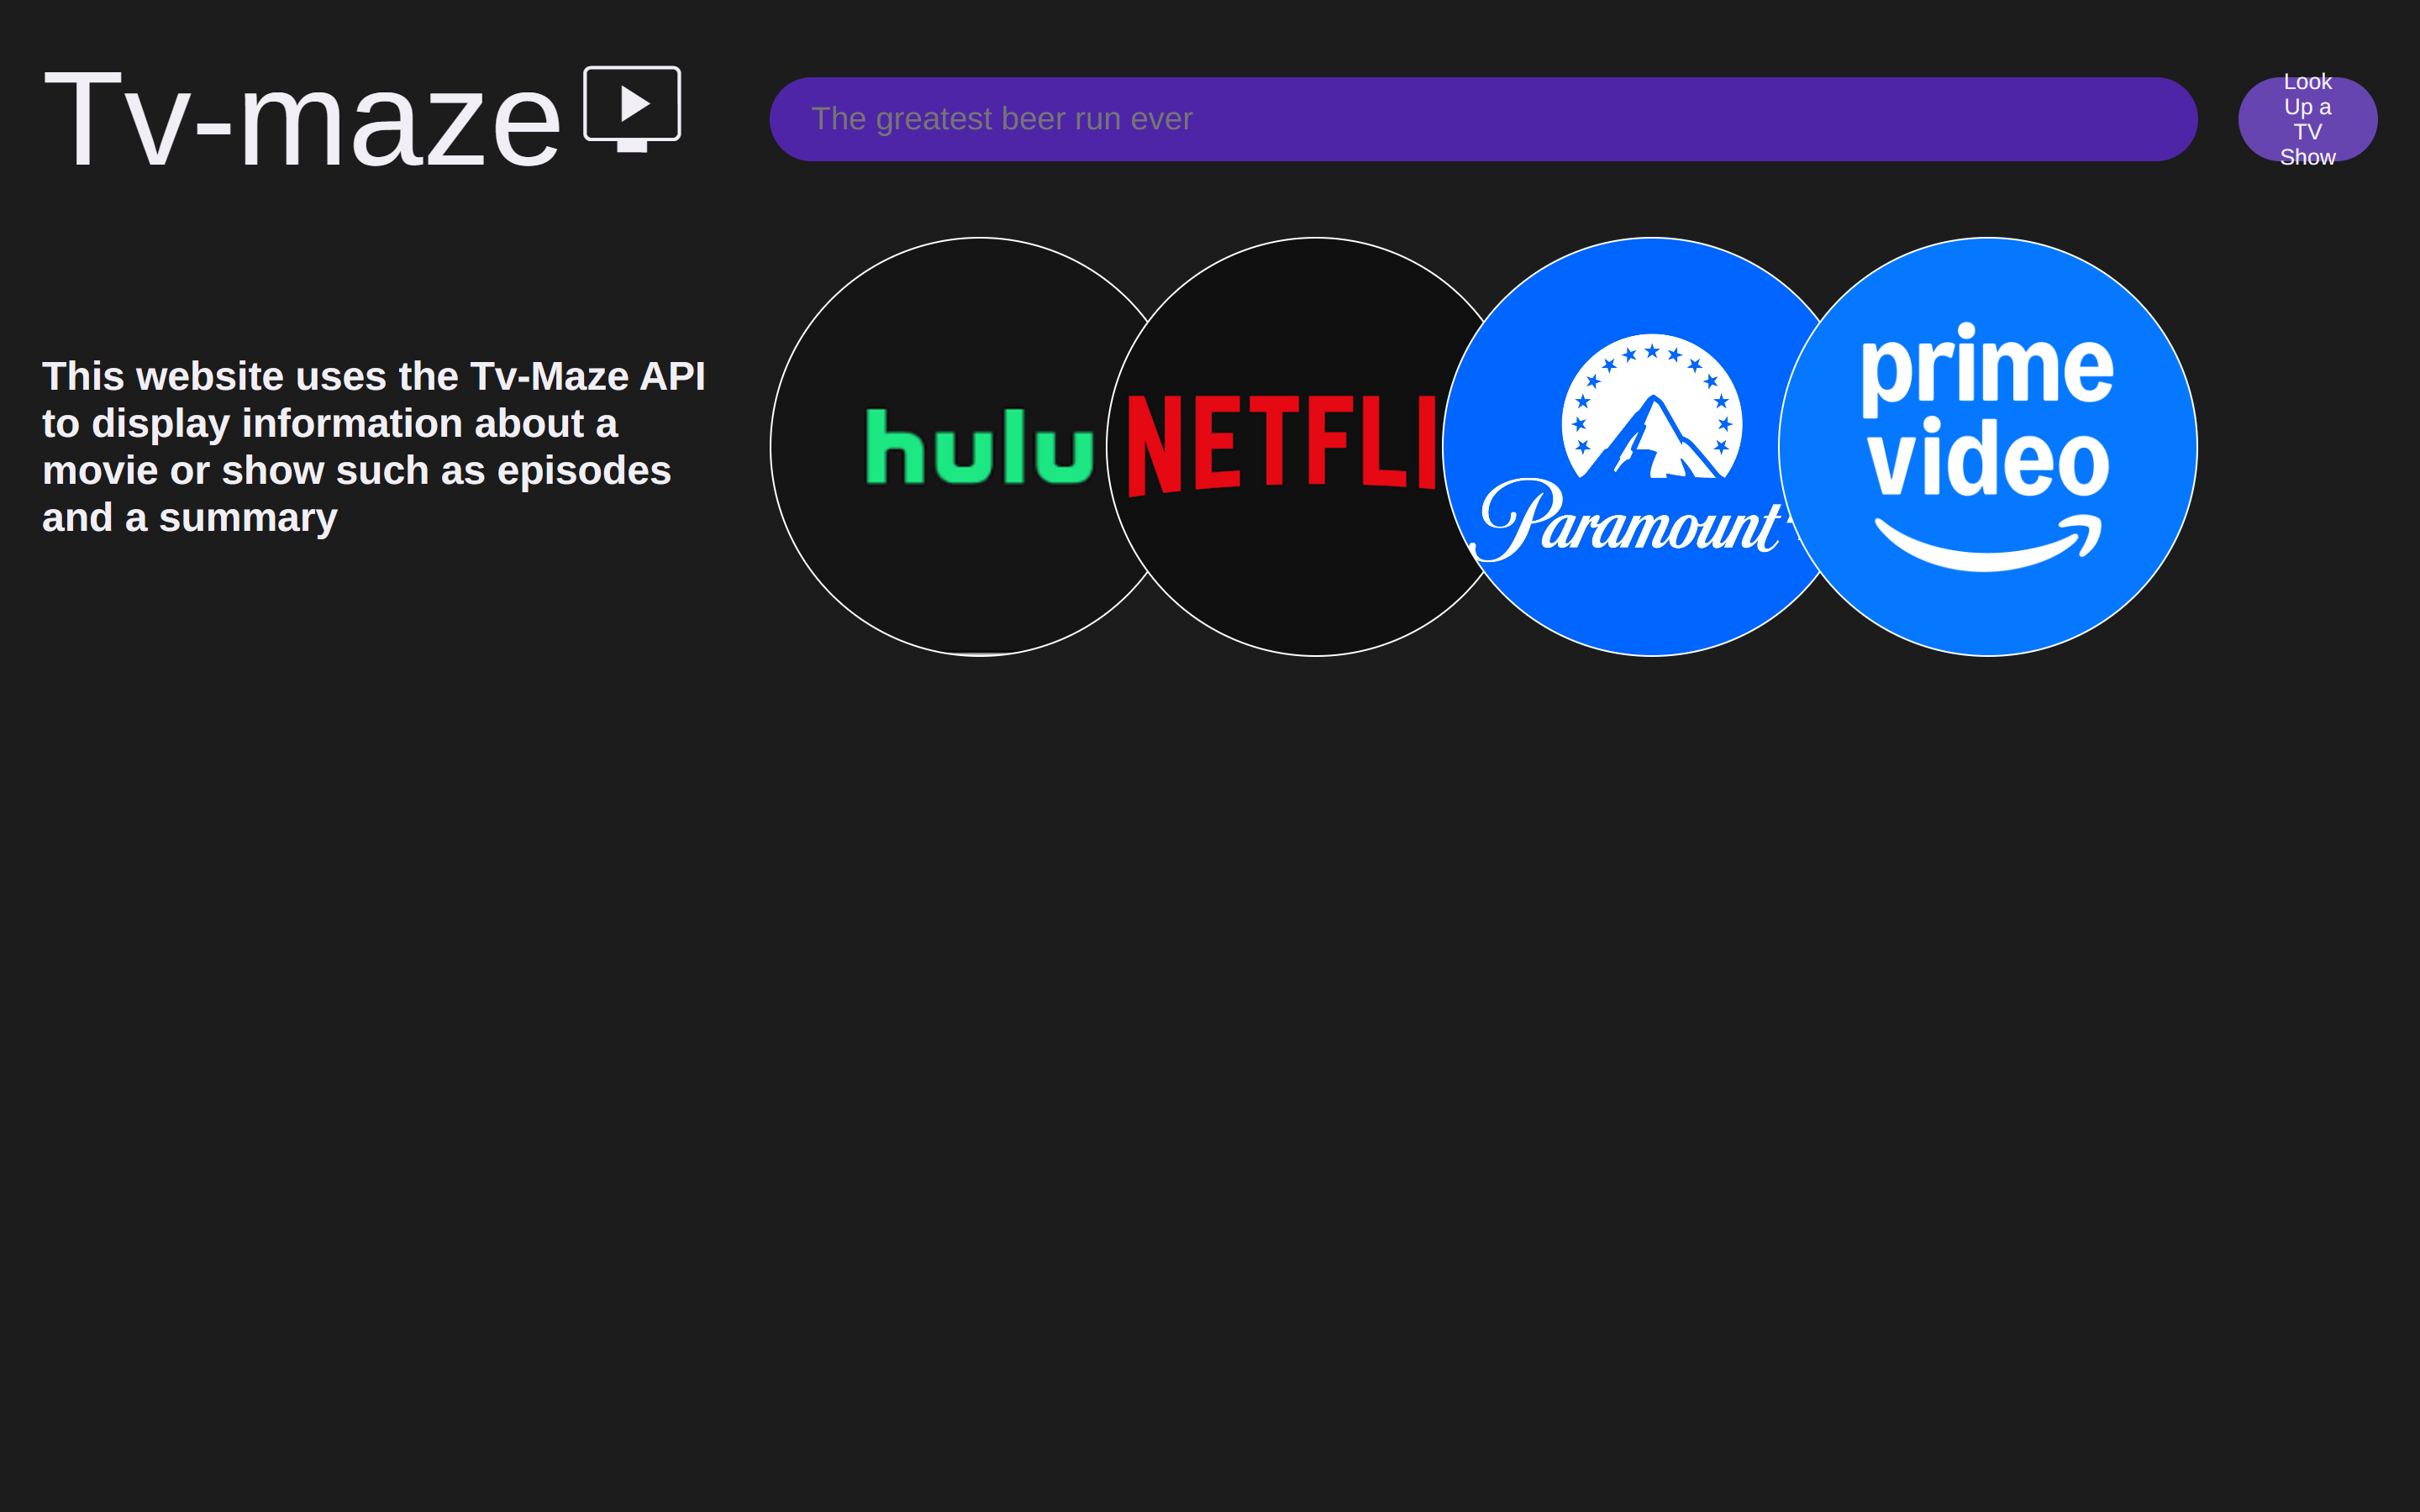 Tv-maze
The greatest beer run ever
Look
Up a
TV
Show
This website uses the Tv-Maze API
to display information about a
movie or show such as episodes
and a summary
hulu
NETFLI
Paramount
prime
video